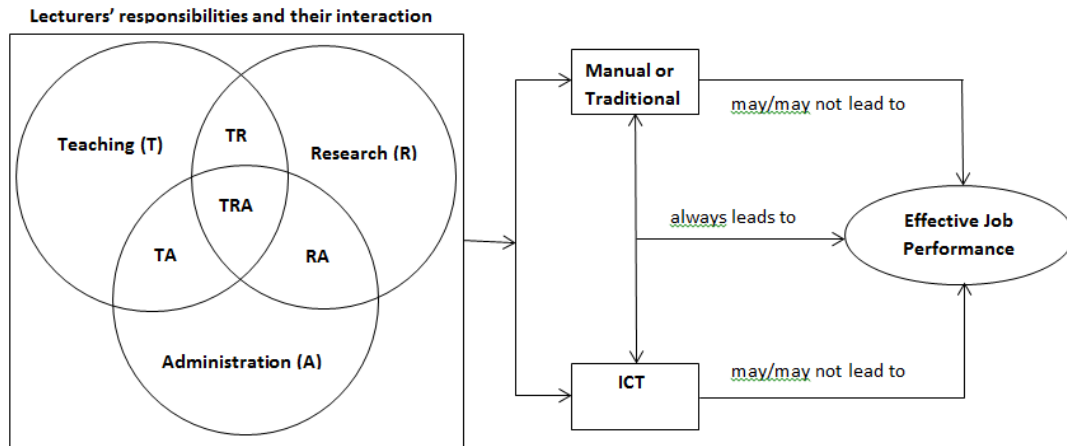 Lecturers’ responsibilities and their interaction
Teaching (T)
TR
Research (R)
TRA
TA
RA
Administration (A)
Manual or
Traditional
may/may not lead to
always leads to
Effective Job
Performance
ICT
may/may not lead to